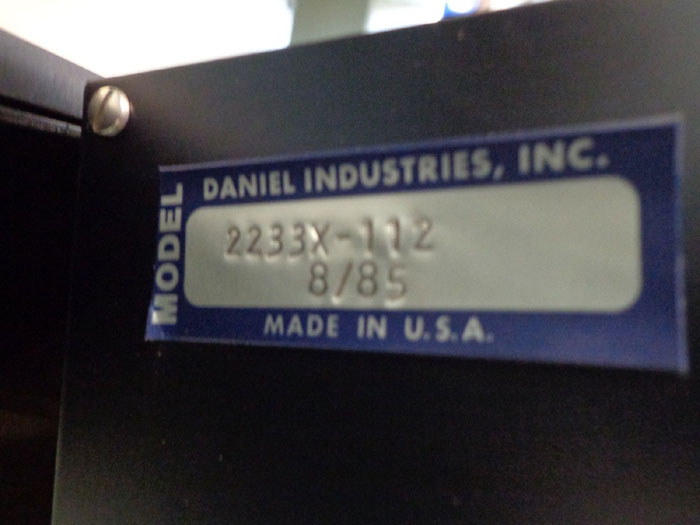 DANIEL INDUSTRIES, INC.
MODEL
2233X-112
8/85
MADE IN U.S.A.